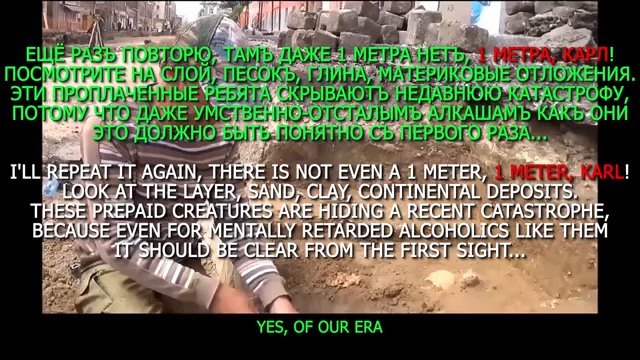 ЕЩЁ РАЗЪ ПОВТОРЮ, ТАМЪ ДАЖЕ 1 МЕТРА НЕТЪ, 1 МЕТРА, КАРЛ!
ПОСМОТРИТЕ НА СЛОЙ, ПЕСОКЪ, ГЛИНА, МАТЕРИКОВЫЕ ОТЛОЖЕНИЯ.
ЭТИ ПРОПЛАЧЕННЫЕ РЕБЯТА СКРЫВАЮТЪ НЕДАВНЮЮ КАТАСТРОФУ,
ПОТОМУ ЧТО ДАЖЕ УМСТВЕННО-ОТСТАЛЫМЪ АЛКАШАМЪ КАКЪ ОНИ
ЭТО ДОЛЖНО БЫТЬ ПОНЯТНО СЪ ПЕРВОГО РАЗА...
I'LL REPEAT IT AGAIN, THERE IS NOT EVEN A 1 METER, 1 METER, KARL!
LOOK AT THE LAYER, SAND, CLAY, CONTINENTAL DEPOSITS.
THESE PREPAID CREATURES ARE HIDING A RECENT CATASTROPHE,
BECAUSE EVEN FOR MENTALLY RETARDED ALCOHOLICS LIKE THEM
IT SHOULD BE CLEAR FROM THE FIRST SIGHT...
YES, OF OUR ERA